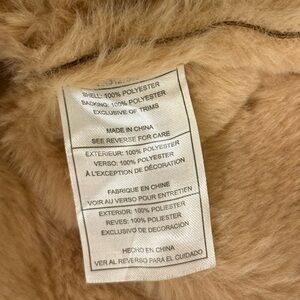 SHELL: 100% POLYESTER
BACKING: 100% POLYESTER
EXCLUSIVE OF TRIMS
MADE IN CHINA
SEE REVERSE FOR CARE
EXTERIEUR: 100% POLYESTER
VERSO: 100% POLYESTER
À L'EXCEPTION DE DÉCORATION
FABRIQUE EN CHINE
VOIR AU VERSO POUR ENTRETIEN
EXTERIOR: 100% POLIESTER
REVES: 100% POLIESTER
EXCLUSIVO DE DECORACION
HECHO EN CHINA
VER AL REVERSO PARA EL CUIDADO